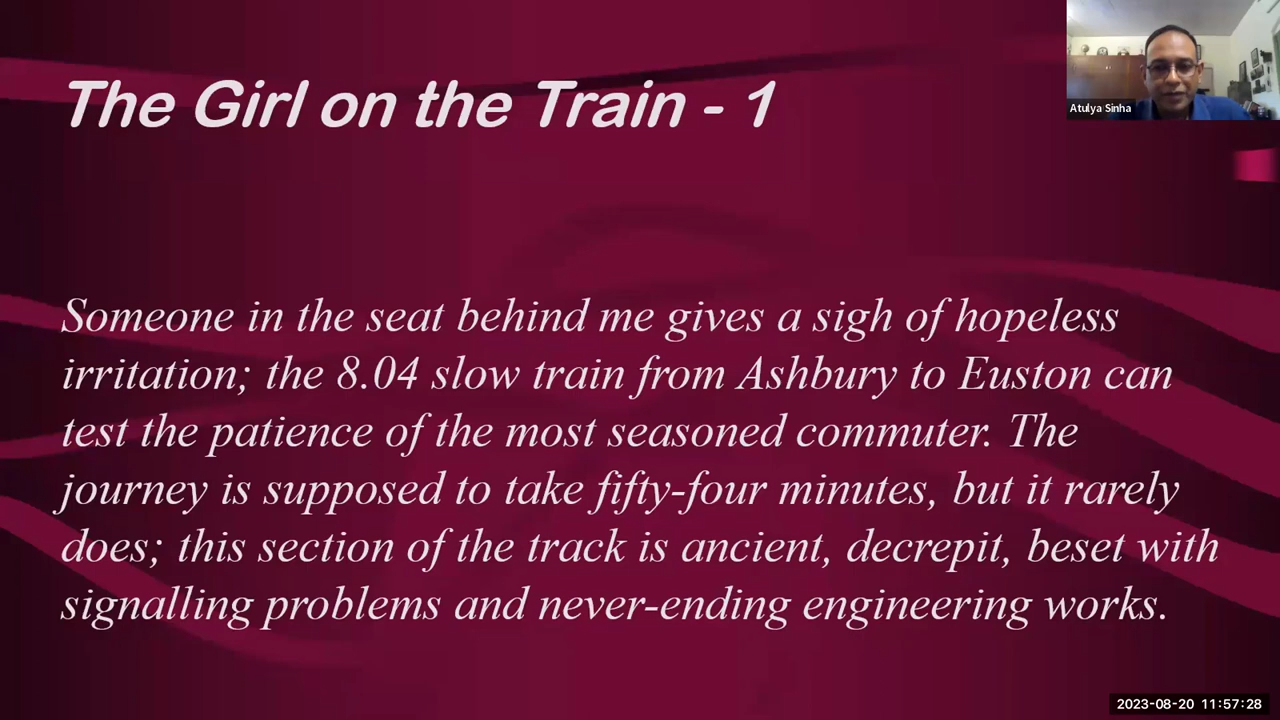 The Girl on the Train - 1
Atulya Sinha
Someone in the seat behind me gives a sigh of hopeless
irritation; the 8.04 slow train from Ashbury to Euston can
test the patience of the most seasoned commuter. The
journey is supposed to take fifty-four minutes, but it rarely
does; this section of the track is ancient, decrepit, beset with
signalling problems and never-ending engineering works.
2023-08-20 11:57:28